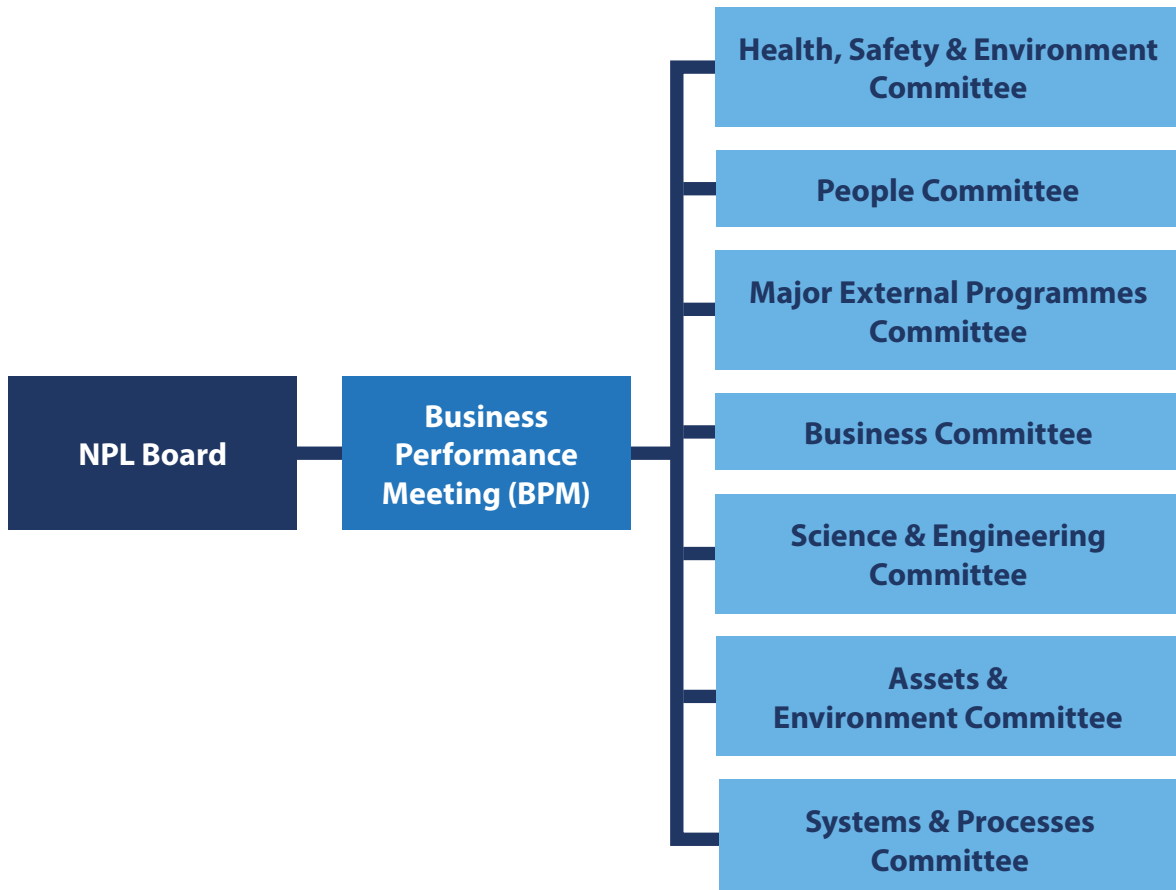 NPL Board
Business
Performance
Meeting (BPM)
Health, Safety & Environment
Committee
People Committee
Major External Programmes
Committee
Business Committee
Science & Engineering
Committee
Assets &
Environment Committee
Systems & Processes
Committee